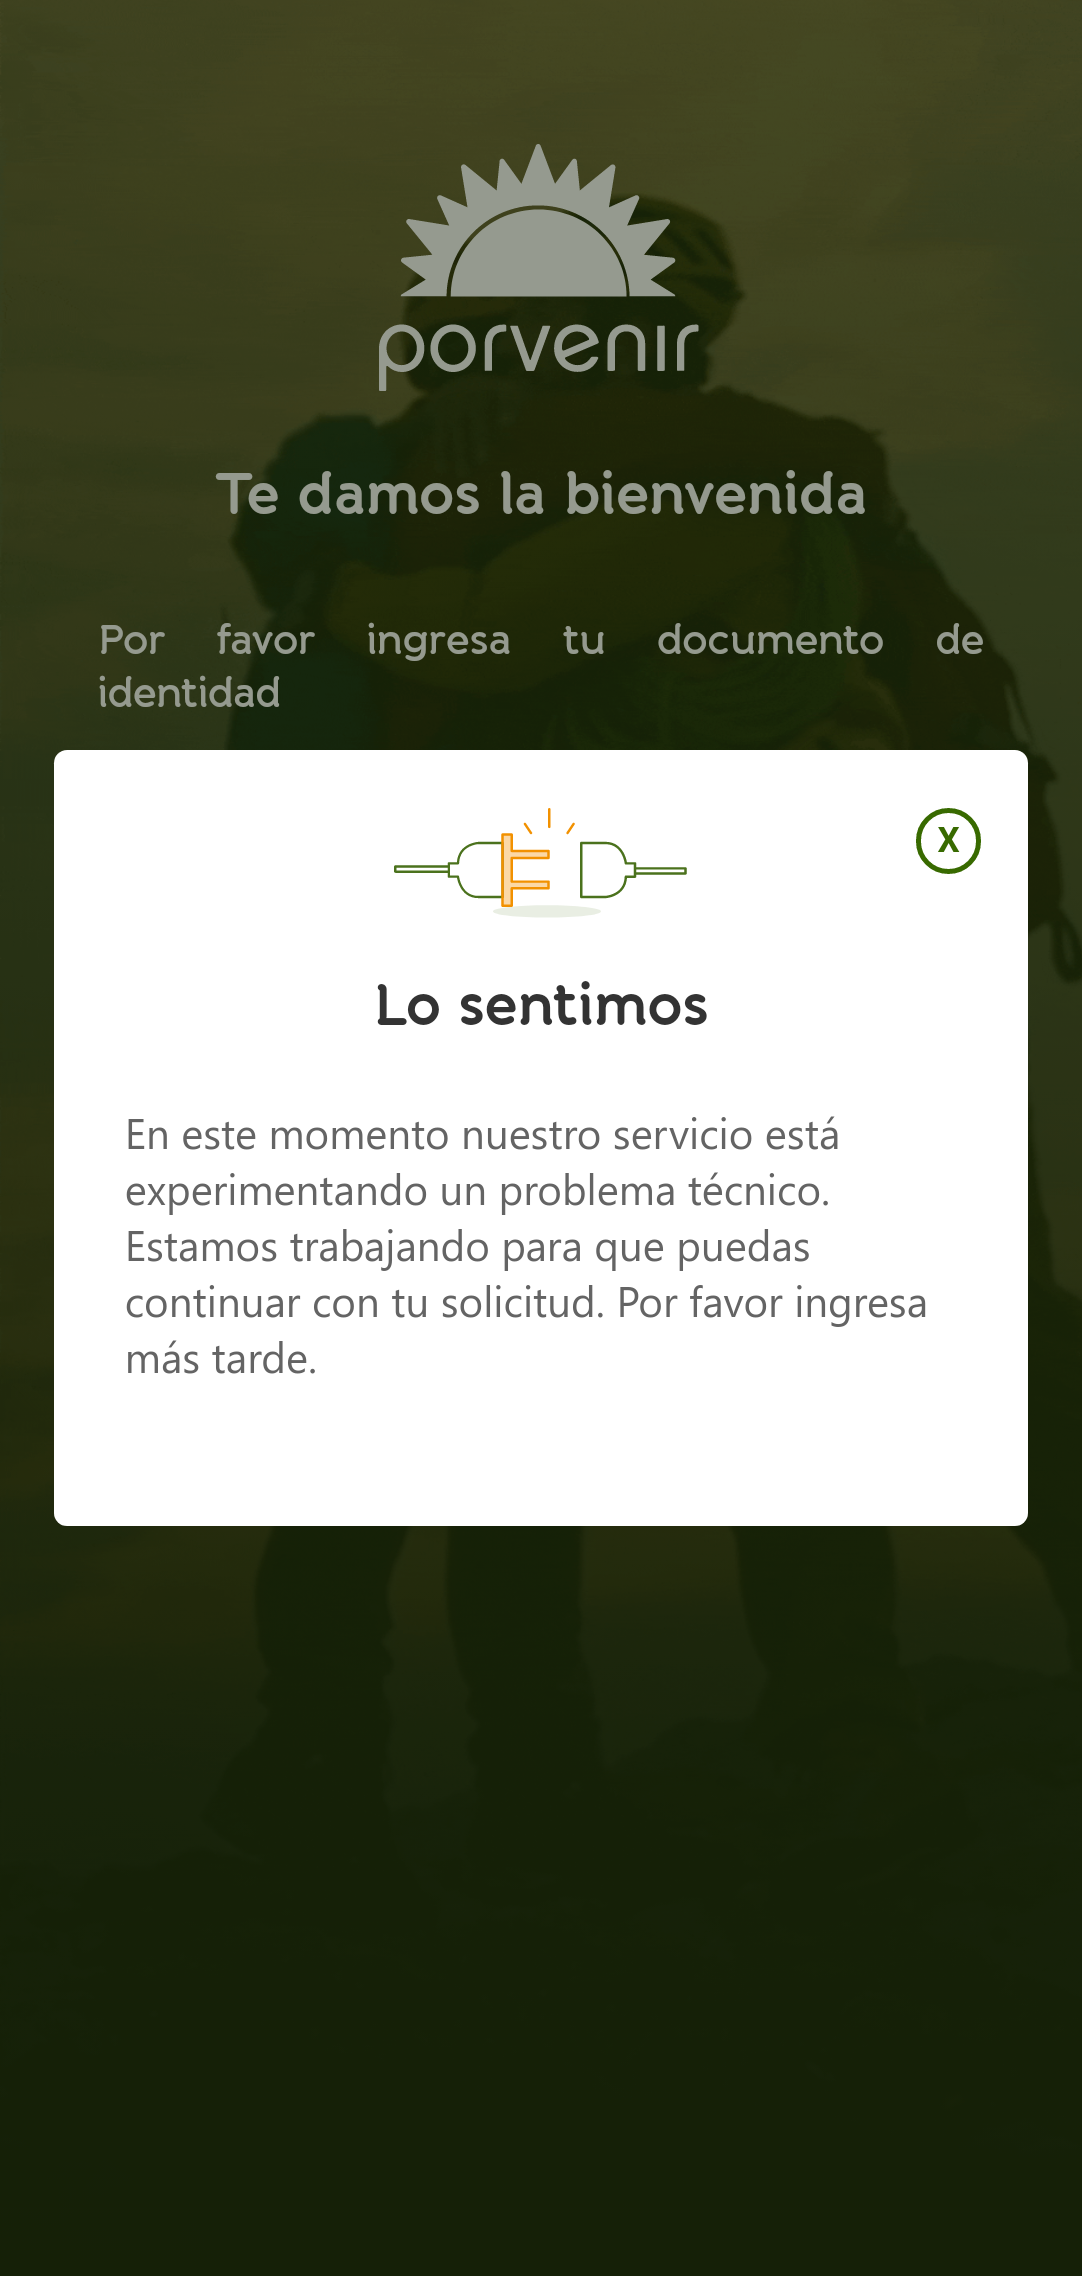 porvenir
Te damos la bienvenida
Por favor ingresa tu documento de
identidad
X
Lo sentimos
En este momento nuestro servicio está
experimentando un problema técnico.
Estamos trabajando para que puedas
continuar con tu solicitud. Por favor ingresa
más tarde.